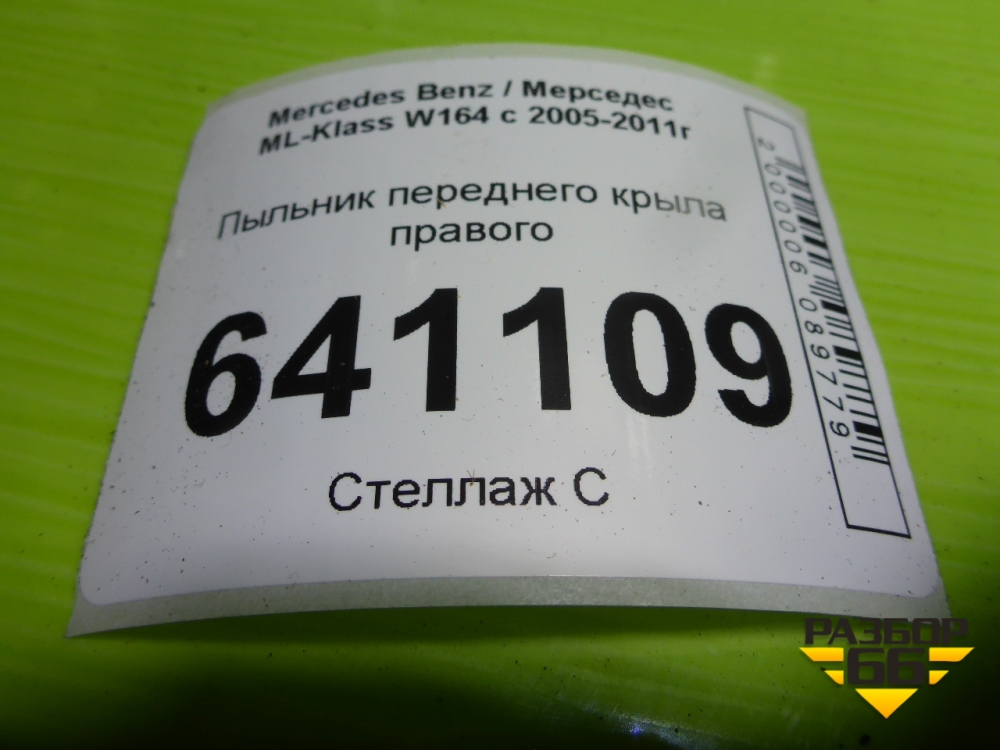 Mercedes Benz / Мерседес
ML-Klass W164 с 2005-2011г
Пыльник переднего крыла
правого
641109
Стеллаж С
2000006089779
РАЗБОР
66